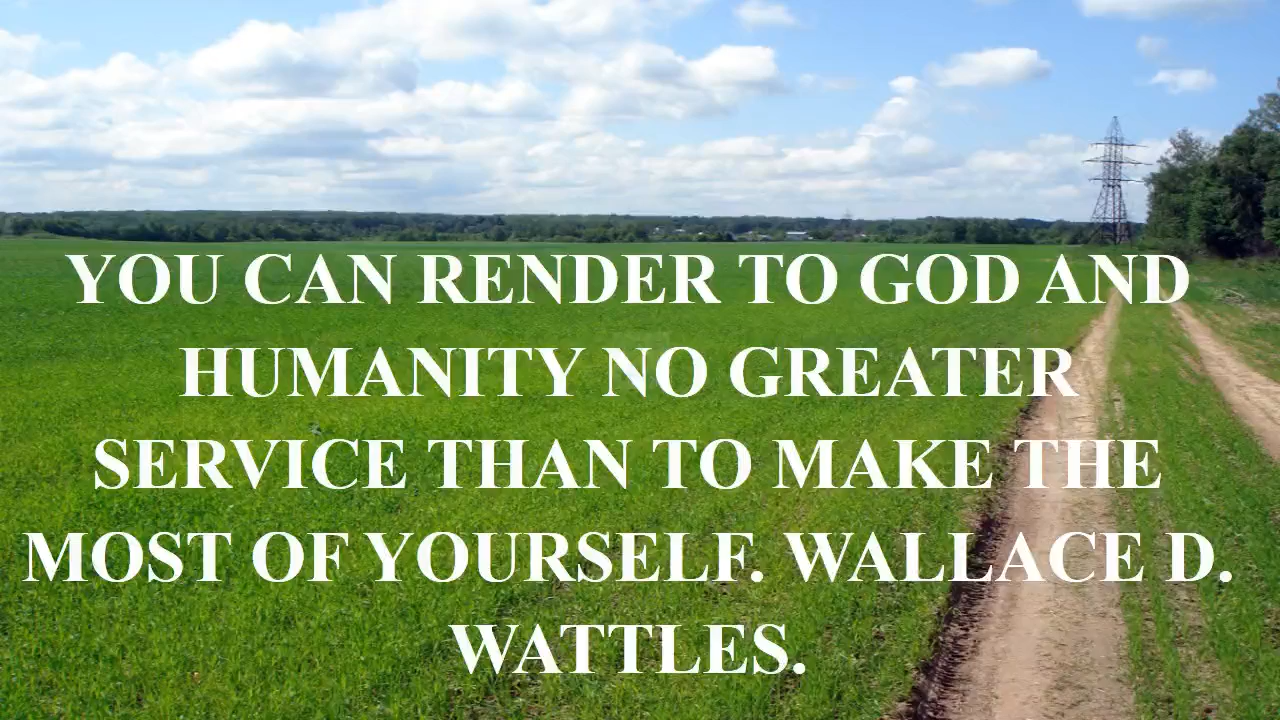 YOU CAN RENDER TO GOD AND
HUMANITY NO GREATER
SERVICE THAN TO MAKE THE
MOST OF YOURSELF. WALLACE D.
WATTLES.